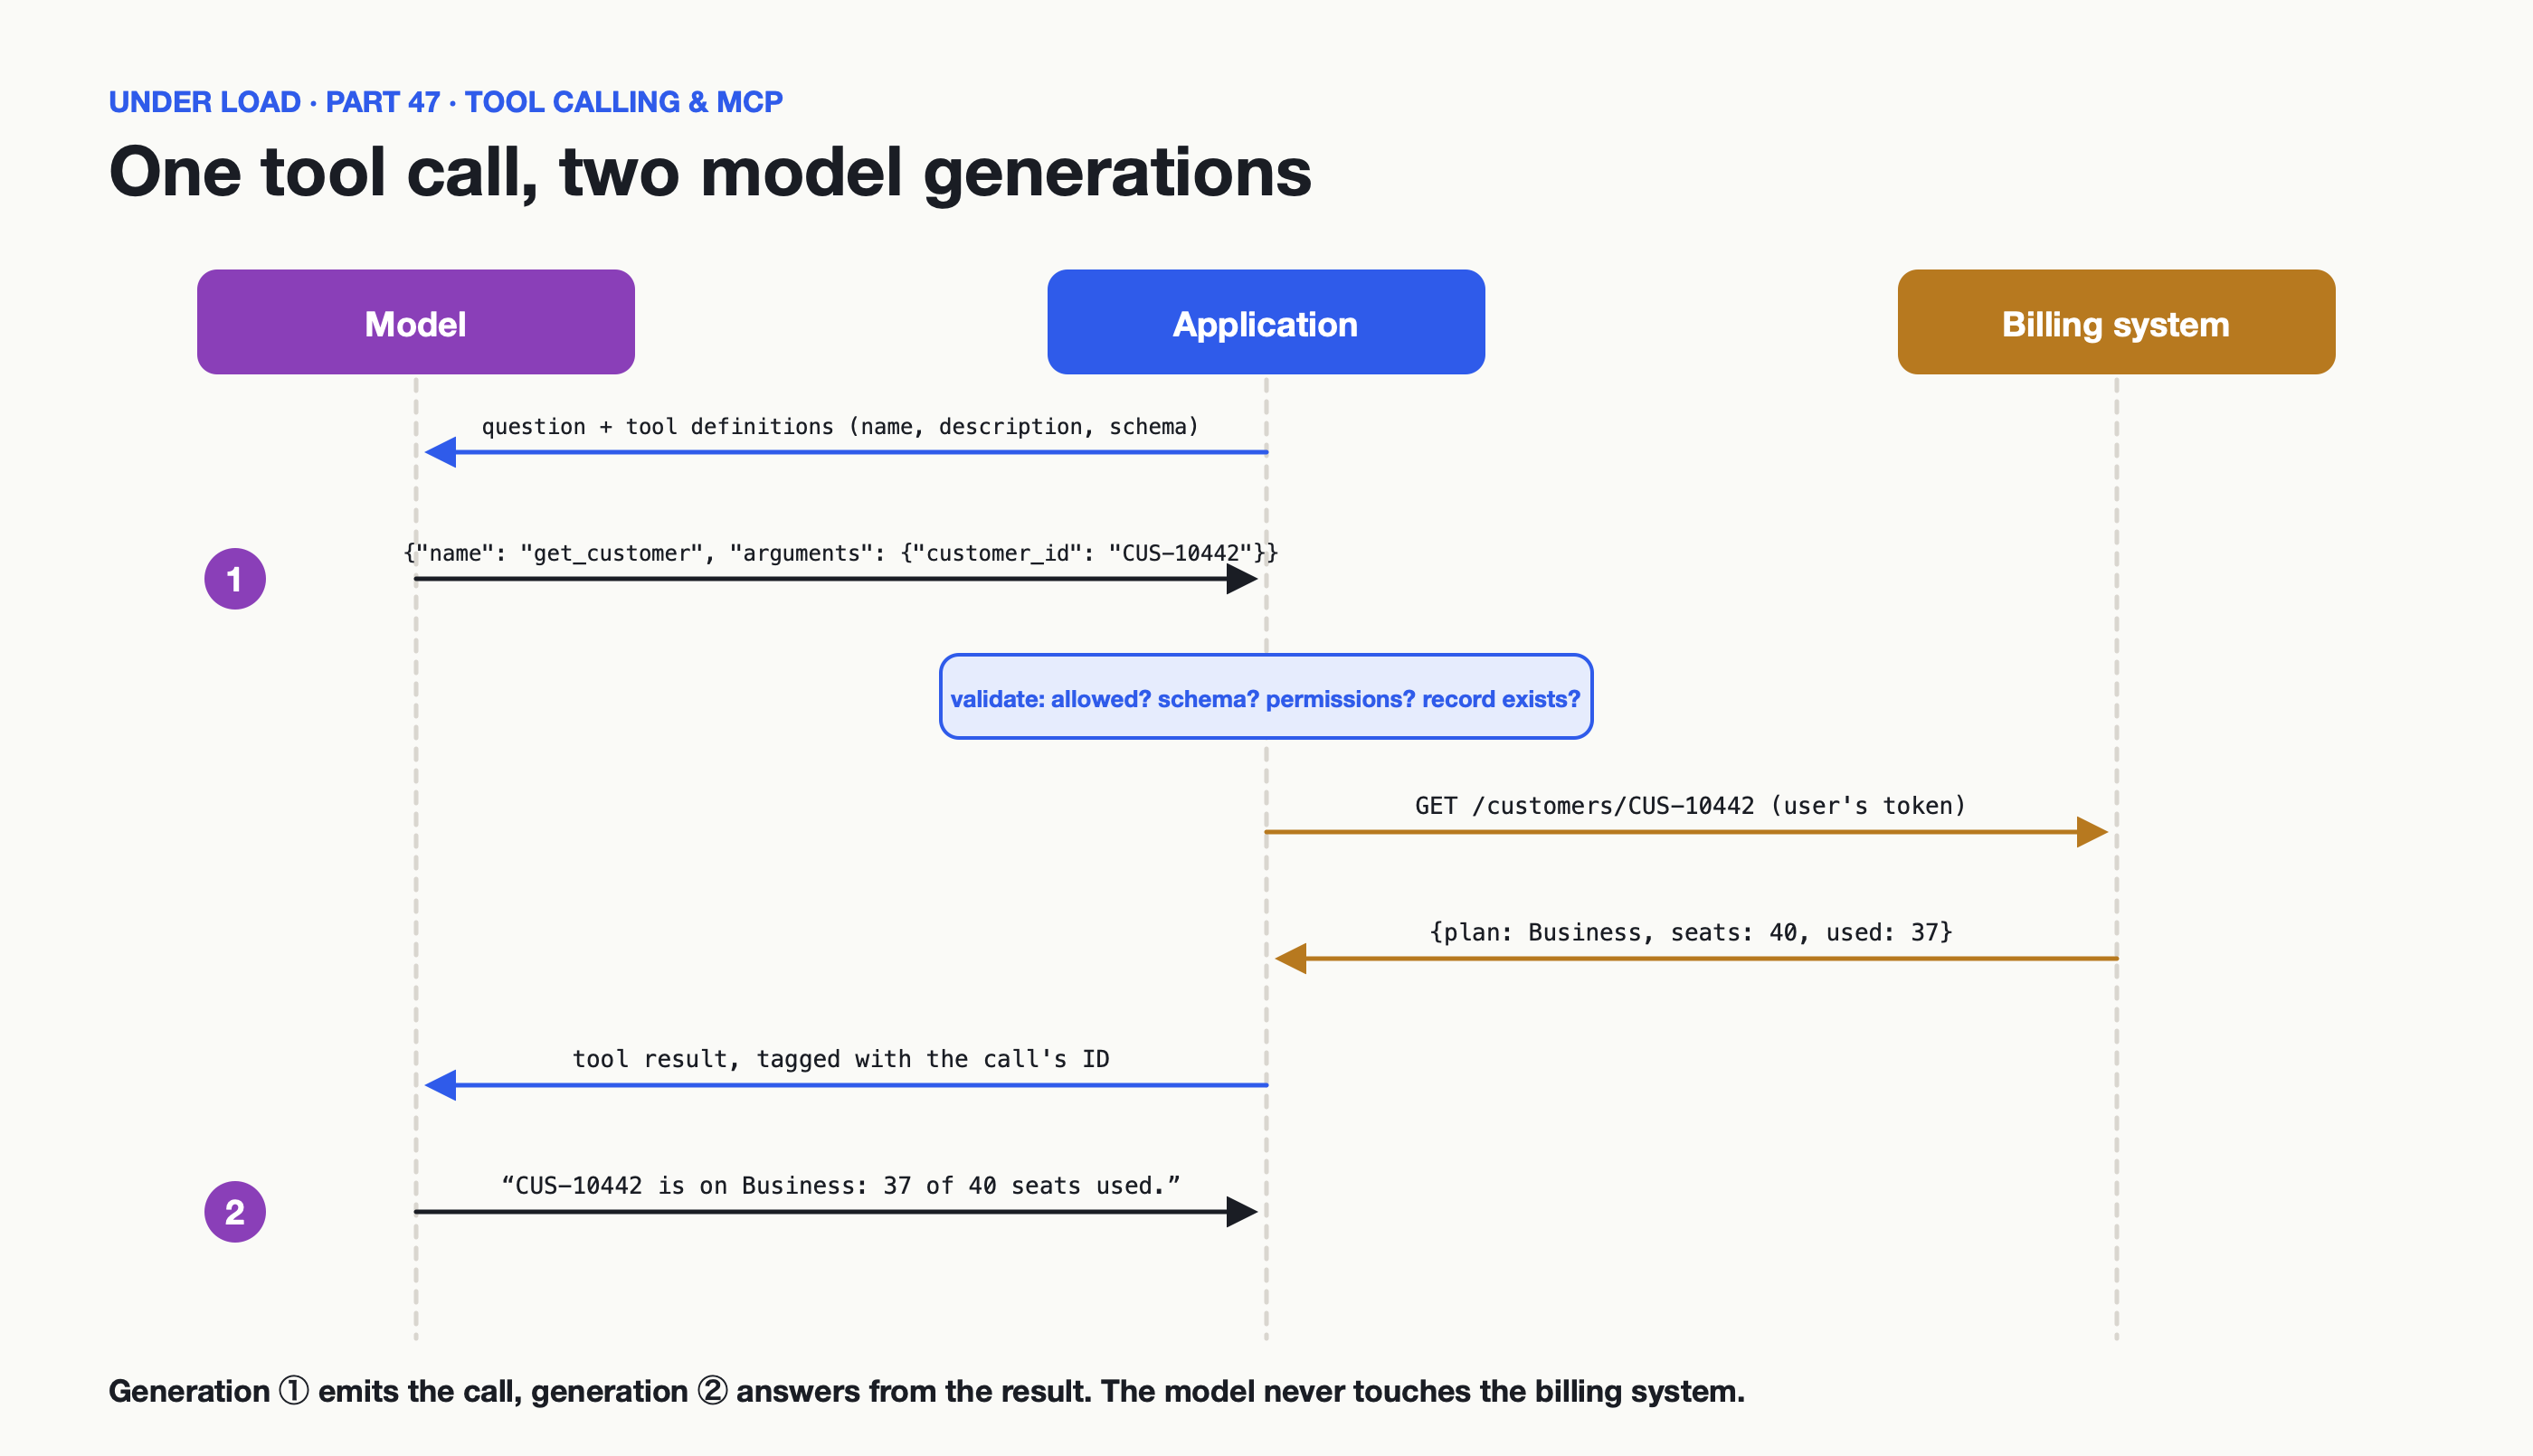 UNDER LOAD · PART 47 · TOOL CALLING & MCP
One tool call, two model generations
Model
Application
Billing system
question + tool definitions (name, description, schema)
{"name": "get_customer", "arguments": {"customer_id": "CUS-10442"}}
1
validate: allowed? schema? permissions? record exists?
GET /customers/CUS-10442 (user's token)
{plan: Business, seats: 40, used: 37}
tool result, tagged with the call's ID
“CUS-10442 is on Business: 37 of 40 seats used.”
2
Generation ① emits the call, generation ② answers from the result. The model never touches the billing system.